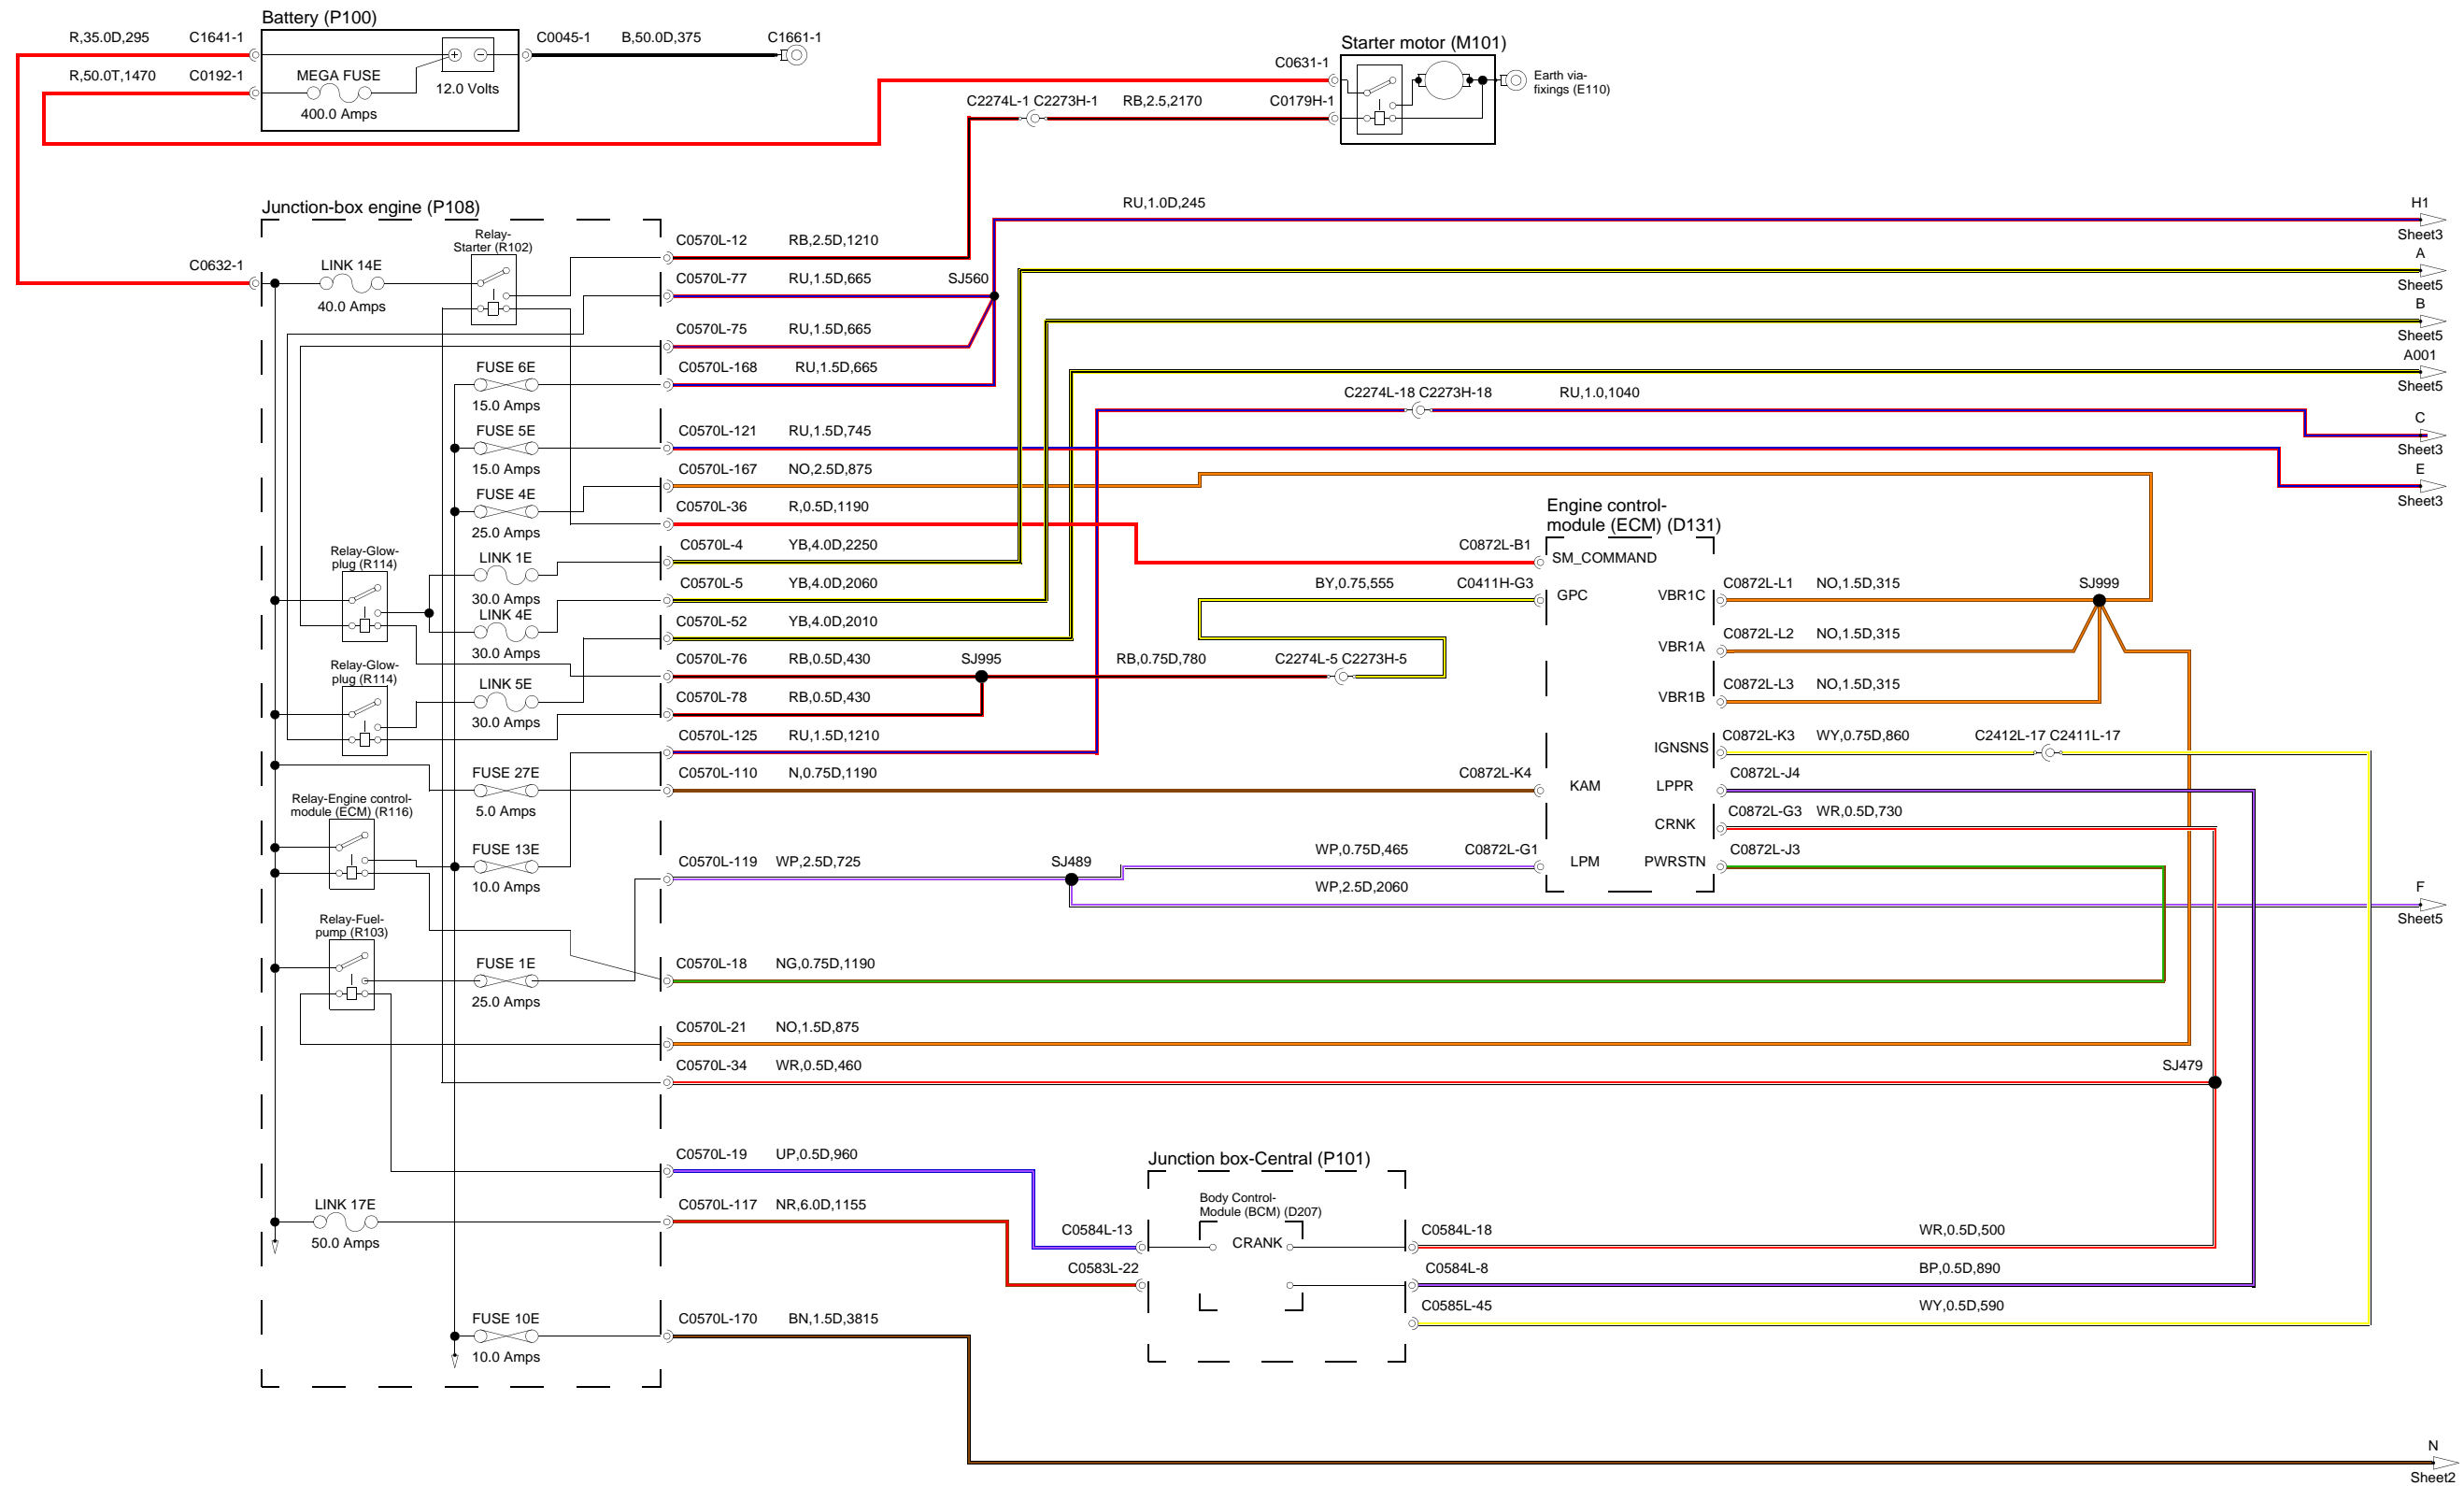 Battery (P100)
R,35.0D,295
C1641-1
C0045-1
B,50.0D,375
C1661-1
R,50.0T,1470
C0192-1
MEGA FUSE
400.0 Amps
12.0 Volts
Starter motor (M101)
C0631-1
Earth via-
fixings (E110)
C2274L-1 C2273H-1
RB,2.5,2170
C0179H-1
Junction-box engine (P108)
Relay-
Starter (R102)
C0632-1
LINK 14E
40.0 Amps
C0570L-12
RB,2.5D,1210
C0570L-77
RU,1.5D,665
SJ560
C0570L-75
RU,1.5D,665
FUSE 6E
15.0 Amps
C0570L-168
RU,1.5D,665
FUSE 5E
15.0 Amps
C0570L-121
RU,1.5D,745
C0570L-167
NO,2.5D,875
FUSE 4E
25.0 Amps
C0570L-36
R,0.5D,1190
Relay-Glow-
plug (R114)
LINK 1E
30.0 Amps
C0570L-4
YB,4.0D,2250
LINK 4E
30.0 Amps
C0570L-5
YB,4.0D,2060
C0570L-52
YB,4.0D,2010
Relay-Glow-
plug (R114)
C0570L-76
RB,0.5D,430
SJ995
RB,0.75D,780
C2274L-5 C2273H-5
LINK 5E
30.0 Amps
C0570L-78
RB,0.5D,430
C0570L-125
RU,1.5D,1210
FUSE 27E
5.0 Amps
C0570L-110
N,0.75D,1190
Relay-Engine control-
module (ECM) (R116)
FUSE 13E
10.0 Amps
C0570L-119
WP,2.5D,725
SJ489
WP,0.75D,465
C0872L-G1
WP,2.5D,2060
Relay-Fuel-
pump (R103)
FUSE 1E
25.0 Amps
C0570L-18
NG,0.75D,1190
C0570L-21
NO,1.5D,875
C0570L-34
WR,0.5D,460
SJ479
C0570L-19
UP,0.5D,960
LINK 17E
50.0 Amps
C0570L-117
NR,6.0D,1155
FUSE 10E
10.0 Amps
C0570L-170
BN,1.5D,3815
RU,1.0D,245
H1
Sheet3
A
Sheet5
B
Sheet5
A001
Sheet5
C2274L-18 C2273H-18
RU,1.0,1040
C
Sheet3
E
Sheet3
Engine control-
module (ECM) (D131)
C0872L-B1
SM_COMMAND
BY,0.75,555
C0411H-G3
GPC
VBR1C
C0872L-L1
NO,1.5D,315
SJ999
VBR1A
C0872L-L2
NO,1.5D,315
VBR1B
C0872L-L3
NO,1.5D,315
IGNSNS
C0872L-K3
WY,0.75D,860
C2412L-17 C2411L-17
C0872L-K4
KAM
LPPR
C0872L-J4
CRNK
C0872L-G3
WR,0.5D,730
LPM
PWRSTN
C0872L-J3
F
Sheet5
Junction box-Central (P101)
Body Control-
Module (BCM) (D207)
C0584L-13
CRANK
C0584L-18
WR,0.5D,500
C0583L-22
C0584L-8
BP,0.5D,890
C0585L-45
WY,0.5D,590
N
Sheet2